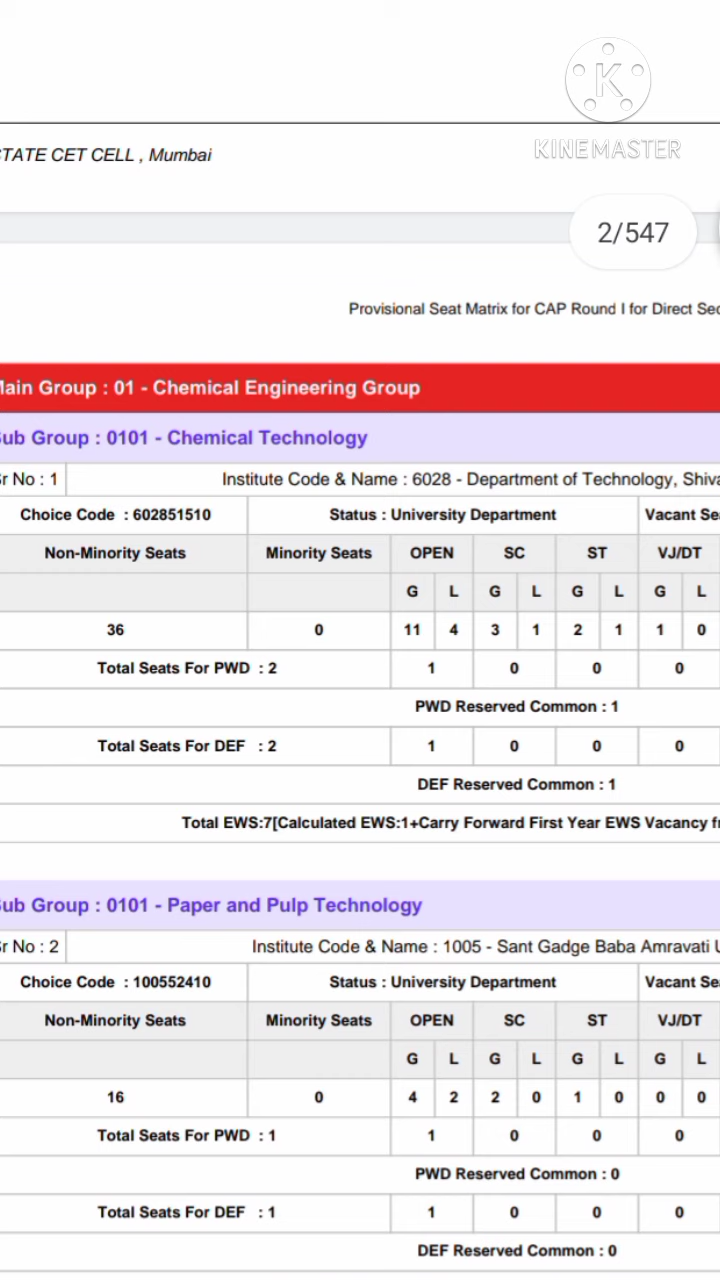 K
KINEMASTER
STATE CET CELL , Mumbai
2/547
Provisional Seat Matrix for CAP Round I for Direct Sec
Main Group : 01 - Chemical Engineering Group
Sub Group : 0101 - Chemical Technology
Sr No : 1 Institute Code & Name : 6028 - Department of Technology, Shiva
Choice Code : 602851510 Status : University Department Vacant Sea
Non-Minority Seats Minority Seats OPEN SC ST VJ/DT
G L G L G L G L
36 0 11 4 3 1 2 1 1 0
Total Seats For PWD : 2 1 0 0 0
PWD Reserved Common : 1
Total Seats For DEF : 2 1 0 0 0
DEF Reserved Common : 1
Total EWS:7[Calculated EWS:1+Carry Forward First Year EWS Vacancy fr
Sub Group : 0101 - Paper and Pulp Technology
Sr No : 2 Institute Code & Name : 1005 - Sant Gadge Baba Amravati U
Choice Code : 100552410 Status : University Department Vacant Sea
Non-Minority Seats Minority Seats OPEN SC ST VJ/DT
G L G L G L G L
16 0 4 2 2 0 1 0 0 0
Total Seats For PWD : 1 1 0 0 0
PWD Reserved Common : 0
Total Seats For DEF : 1 1 0 0 0
DEF Reserved Common : 0